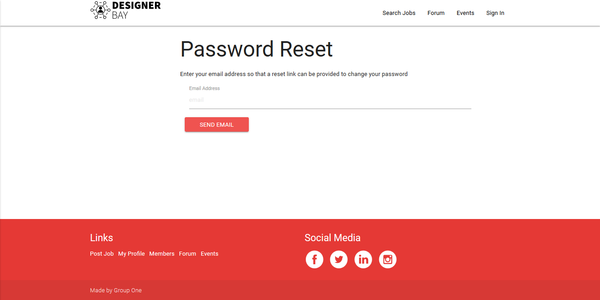 DESIGNER
BAY
Search Jobs Forum Events Sign In
Password Reset
Enter your email address so that a reset link can be provided to change your password
Email Address
SEND EMAIL
Links
Social Media
Post Job My Profile Members Forum Events
Made by Group One